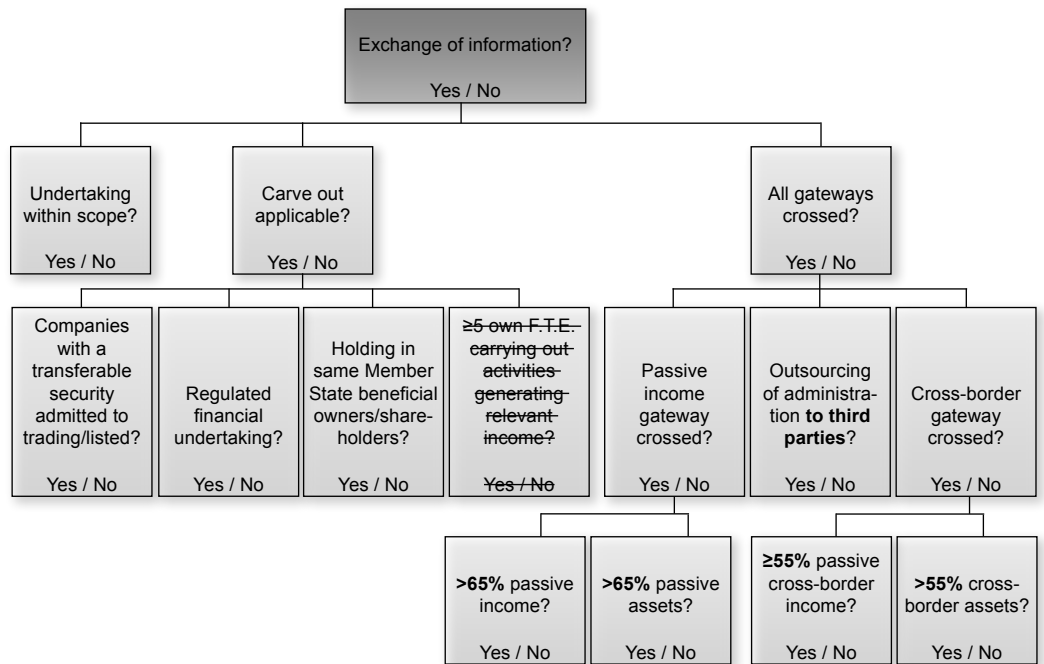 Exchange of information?
Yes / No
Undertaking
within scope?
Yes / No
Carve out
applicable?
Yes / No
All gateways
crossed?
Yes / No
Companies
with a
transferable
security
admitted to
trading/listed?
Yes / No
Regulated
financial
undertaking?
Yes / No
Holding in
same Member
State beneficial
owners/share-
holders?
Yes / No
≥5 own F.T.E.
carrying out
activities
generating
relevant
income?
Yes / No
Passive
income
gateway
crossed?
Yes / No
Outsourcing
of administra-
tion to third
parties?
Yes / No
Cross-border
gateway
crossed?
Yes / No
>65% passive
income?
Yes / No
>65% passive
assets?
Yes / No
≥55% passive
cross-border
income?
Yes / No
>55% cross-
border assets?
Yes / No